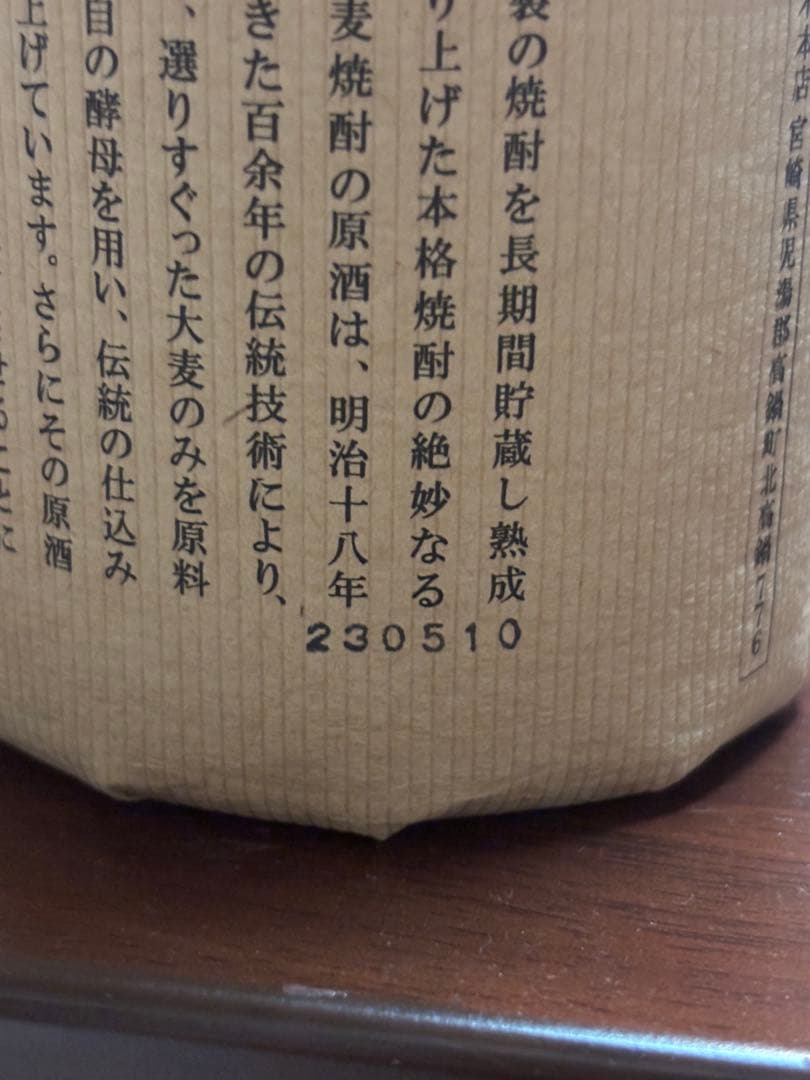 本店 宮崎県児湯郡高鍋町北高鍋776
の焼酎を長期間貯蔵し熟成
り上げた本格焼酎の絶妙なる
麦焼酎の原酒は、明治十八年
きた百余年の伝統技術により、
、選りすぐった大麦のみを原料
自の酵母を用い、伝統の仕込み
上げています。さらにその原酒
230510